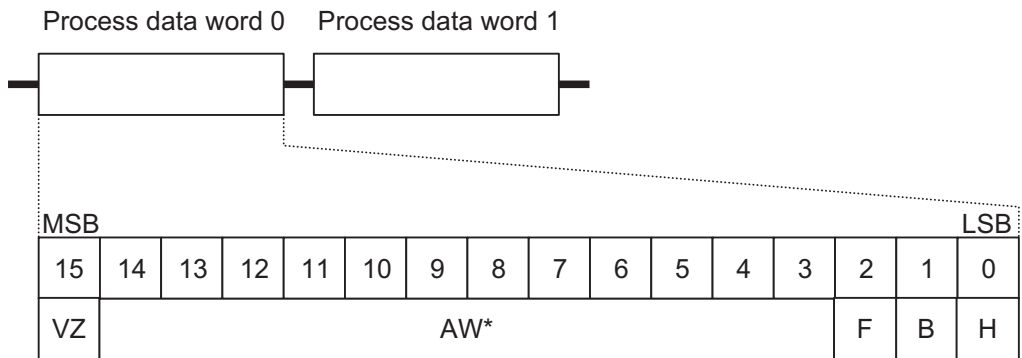 Process data word 0 Process data word 1
MSB LSB
15 14 13 12 11 10 9 8 7 6 5 4 3 2 1 0
VZ AW* F B H